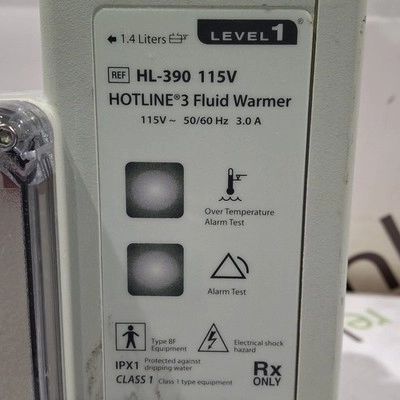 1.4 Liters
LEVEL 1®
REF HL-390 115V
HOTLINE®3 Fluid Warmer
115V~ 50/60 Hz 3.0 A
Over Temperature
Alarm Test
Alarm Test
Type BF
Equipment
Electrical shock
hazard
IPX1 Protected against
dripping water
CLASS 1 Class 1 type equipment
Rx
ONLY